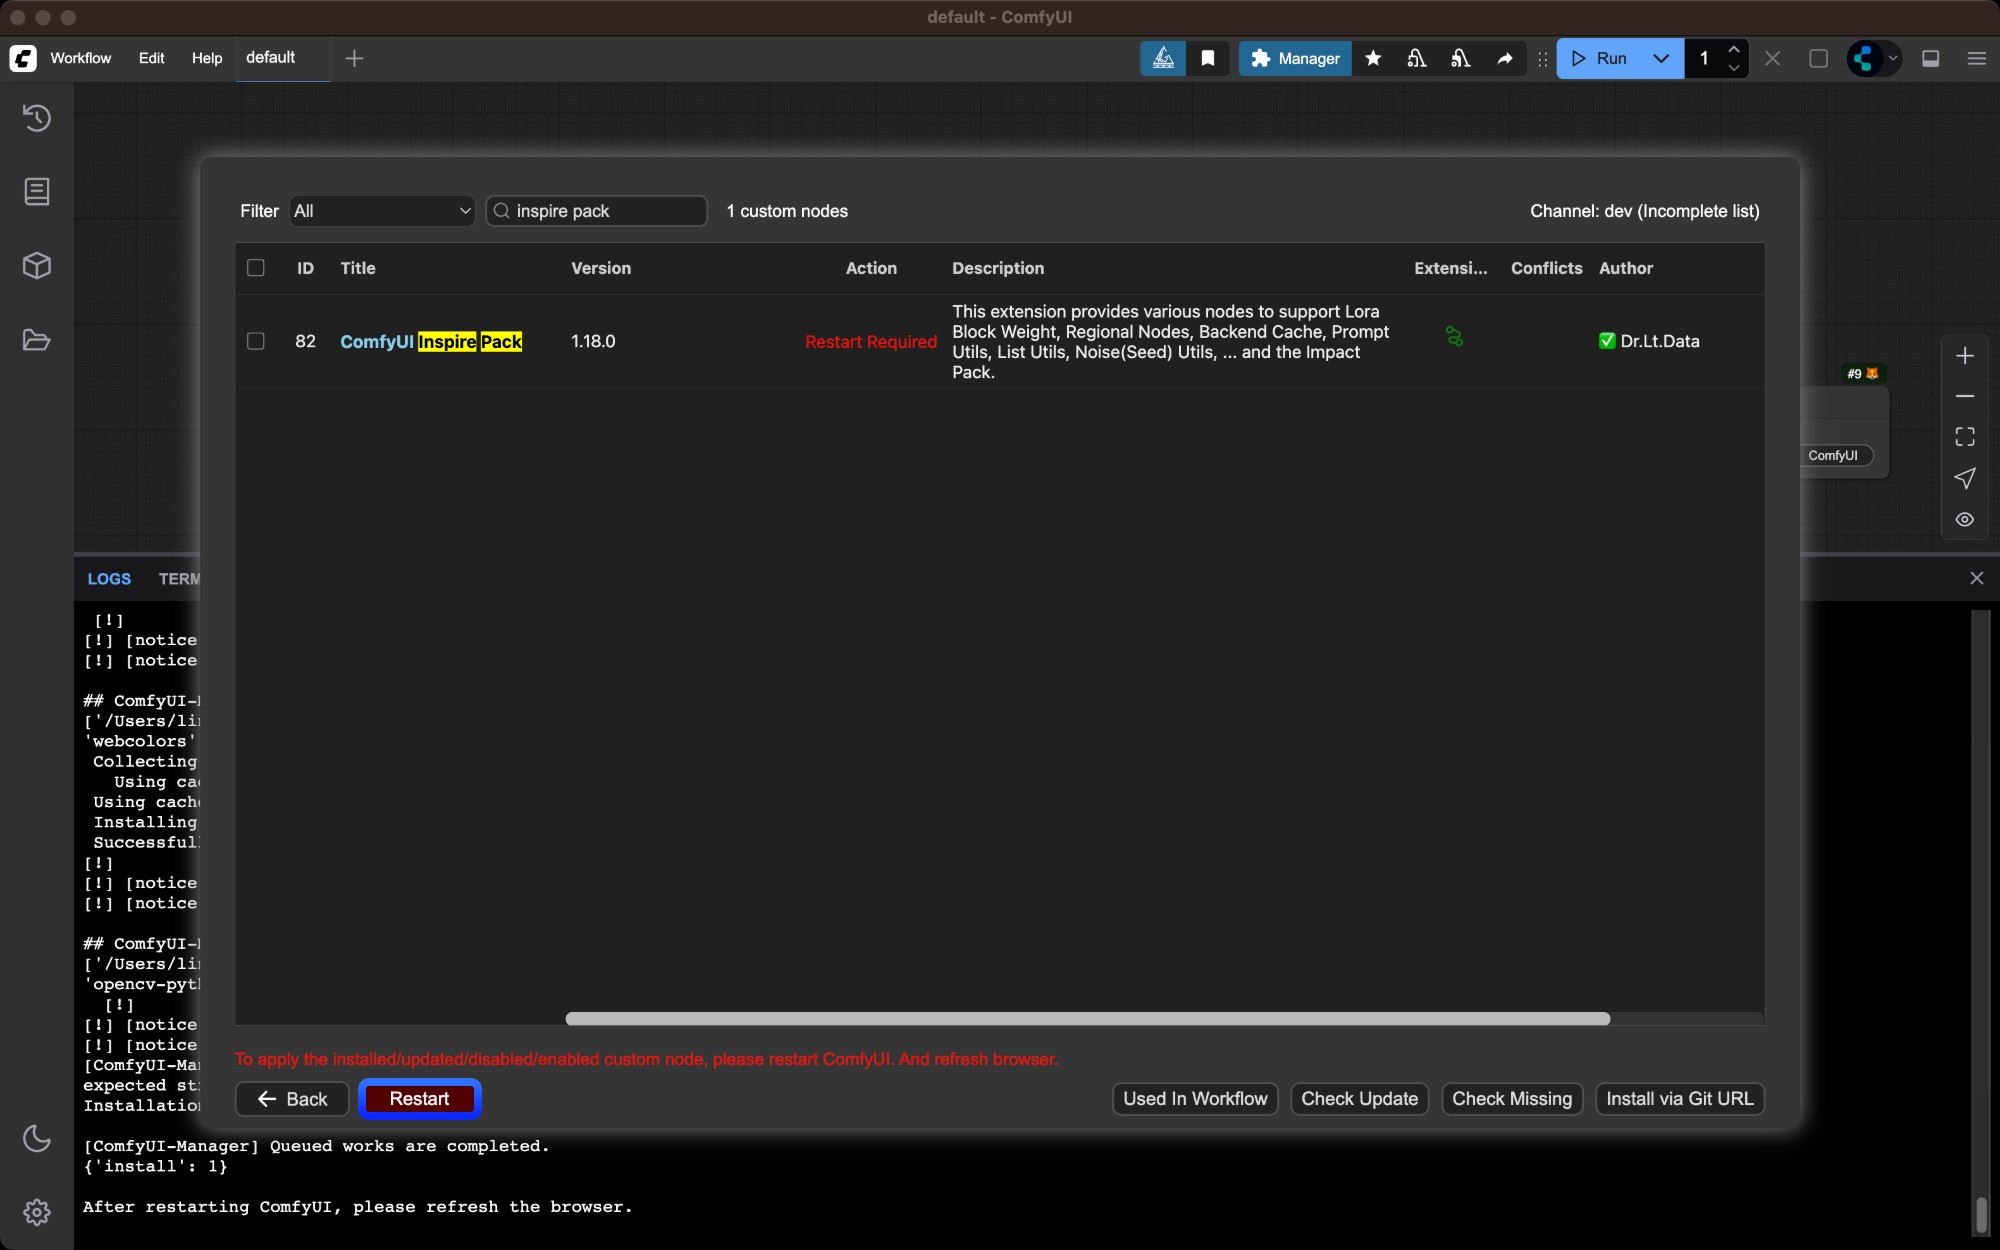 default - ComfyUI
Workflow Edit Help default Manager Run 1
Filter All inspire pack 1 custom nodes Channel: dev (Incomplete list)
ID Title Version Action Description Extensi... Conflicts Author
82 ComfyUI Inspire Pack 1.18.0 Restart Required
This extension provides various nodes to support Lora
Block Weight, Regional Nodes, Backend Cache, Prompt
Utils, List Utils, Noise(Seed) Utils, ... and the Impact
Pack.
✅ Dr.Lt.Data
#9 🦊
ComfyUI
To apply the installed/updated/disabled/enabled custom node, please restart ComfyUI. And refresh browser.
Back Restart Used In Workflow Check Update Check Missing Install via Git URL
LOGS TERM
[!]
[!] [notice
[!] [notice
## ComfyUI-
['/Users/li
'webcolors'
Collecting
Using ca
Using cach
Installing
Successful
[!]
[!] [notice
[!] [notice
## ComfyUI-
['/Users/li
'opencv-pyt
[!]
[!] [notice
[!] [notice
[ComfyUI-Ma
expected st
Installatio
[ComfyUI-Manager] Queued works are completed.
{'install': 1}
After restarting ComfyUI, please refresh the browser.